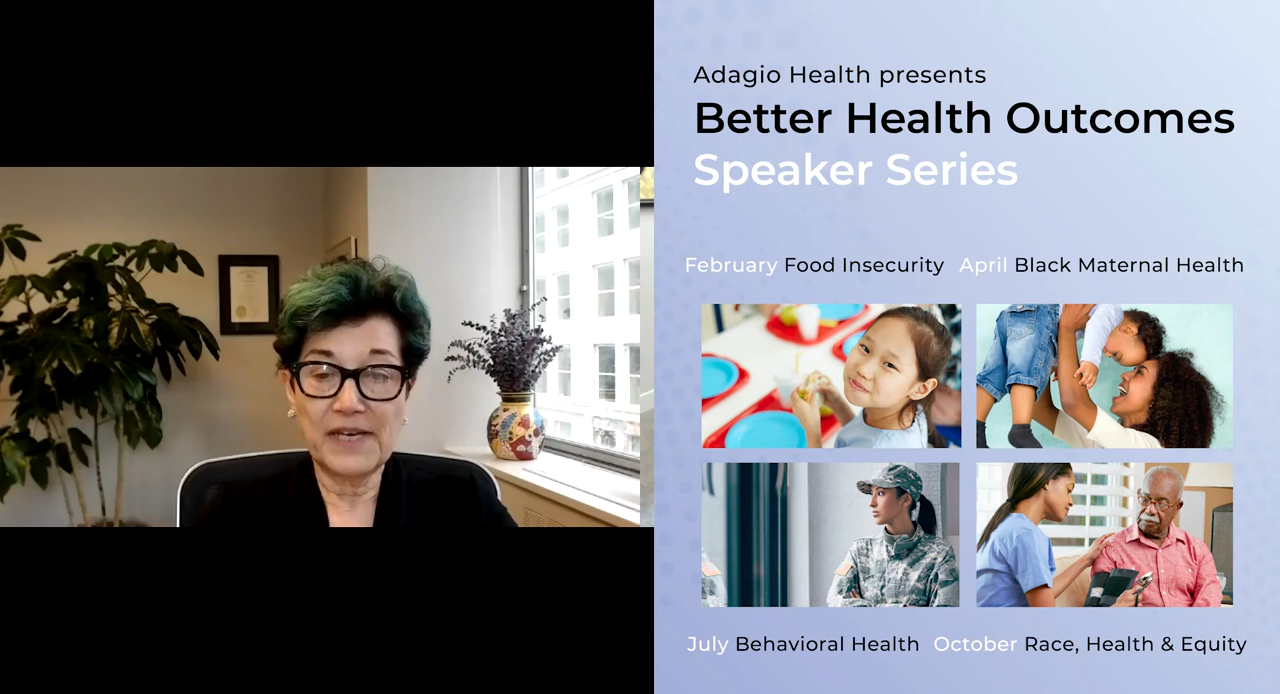 Adagio Health presents
Better Health Outcomes
Speaker Series
February Food Insecurity April Black Maternal Health
July Behavioral Health October Race, Health & Equity